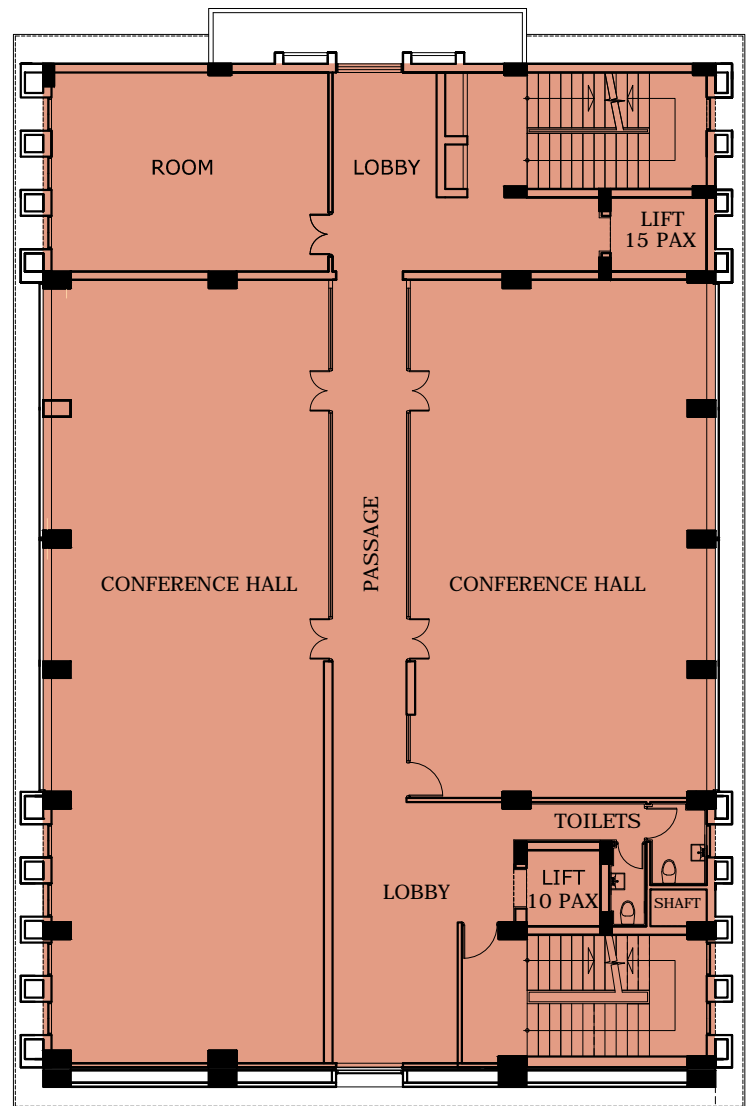 ROOM
LOBBY
LIFT
15 PAX
PASSAGE
CONFERENCE HALL
CONFERENCE HALL
TOILETS
LOBBY
LIFT
10 PAX
SHAFT